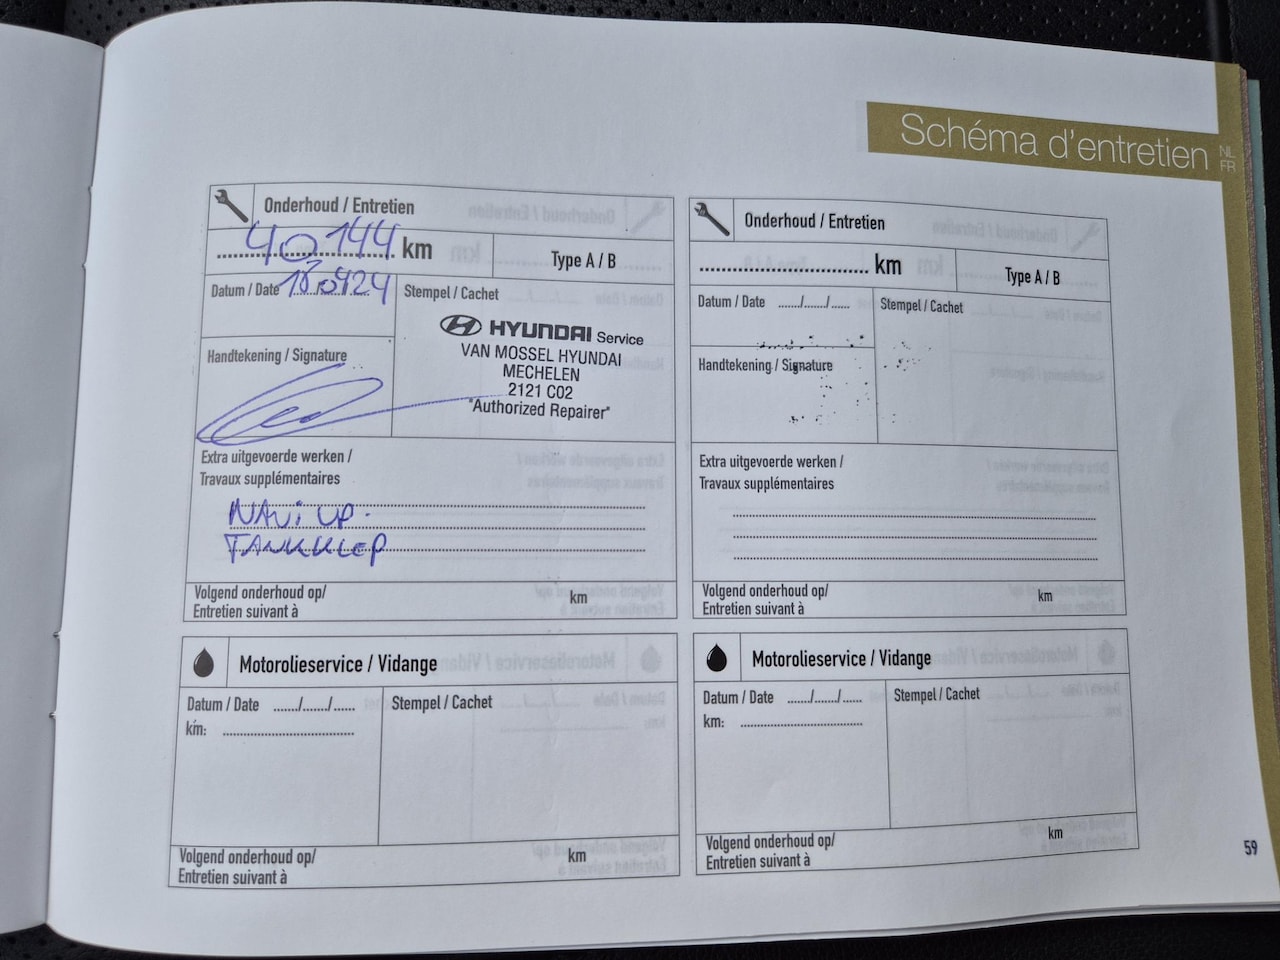 Schéma d'entretien
NL
FR
Onderhoud / Entretien
40.144 km
Type A / B
Datum / Date 18.0424
Stempel / Cachet
HYUNDAI Service
VAN MOSSEL HYUNDAI
MECHELEN
2121 C02
"Authorized Repairer"
Handtekening / Signature
Extra uitgevoerde werken /
Travaux supplémentaires
NAVi UP.
TANKKLEP
Volgend onderhoud op/
Entretien suivant à
km
Onderhoud / Entretien
km
Type A / B
Datum / Date ....../....../......
Stempel / Cachet
Handtekening / Signature
Extra uitgevoerde werken /
Travaux supplémentaires
Volgend onderhoud op/
Entretien suivant à
km
Motorolieservice / Vidange
Datum / Date ....../....../......
km:
Stempel / Cachet
Volgend onderhoud op/
Entretien suivant à
km
Motorolieservice / Vidange
Datum / Date ....../....../......
km:
Stempel / Cachet
Volgend onderhoud op/
Entretien suivant à
km
59